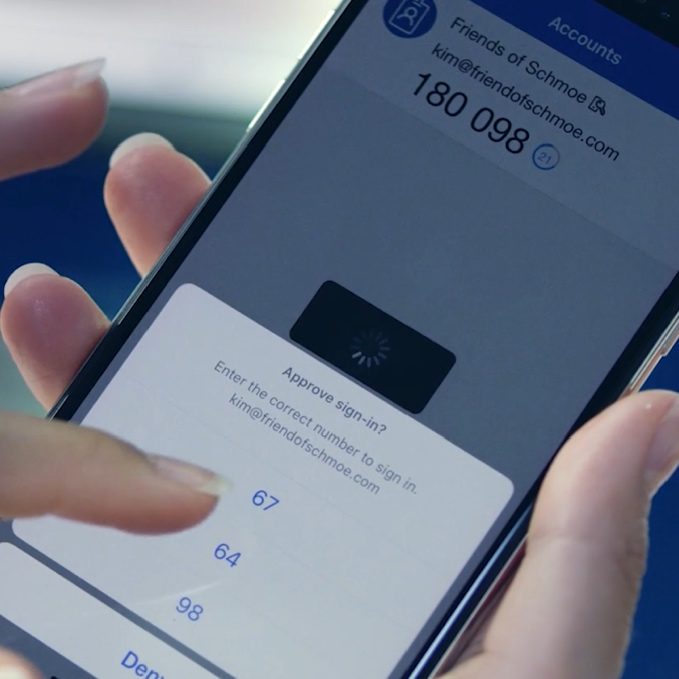 Accounts
Friends of Schmoe
kim@friendofschmoe.com
180 098
21
Approve sign-in?
Enter the correct number to sign in.
kim@friendofschmoe.com
67
64
98